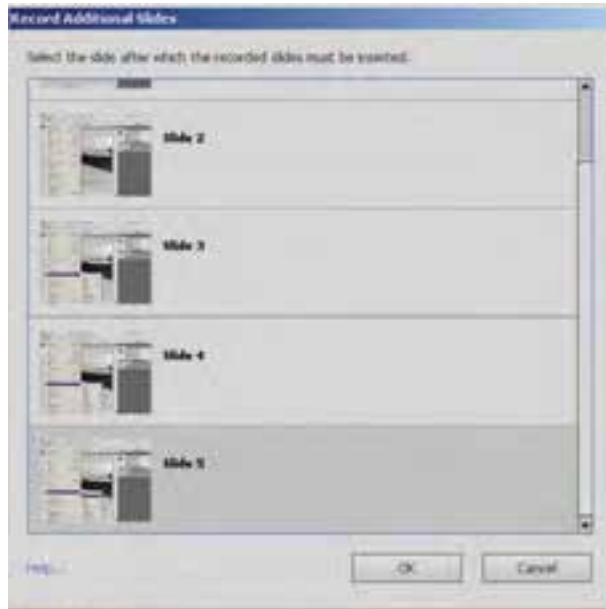 Record Additional Slides
Select the slide after which the recorded slides must be inserted:
Slide 2
Slide 3
Slide 4
Slide 5
Help...
OK
Cancel